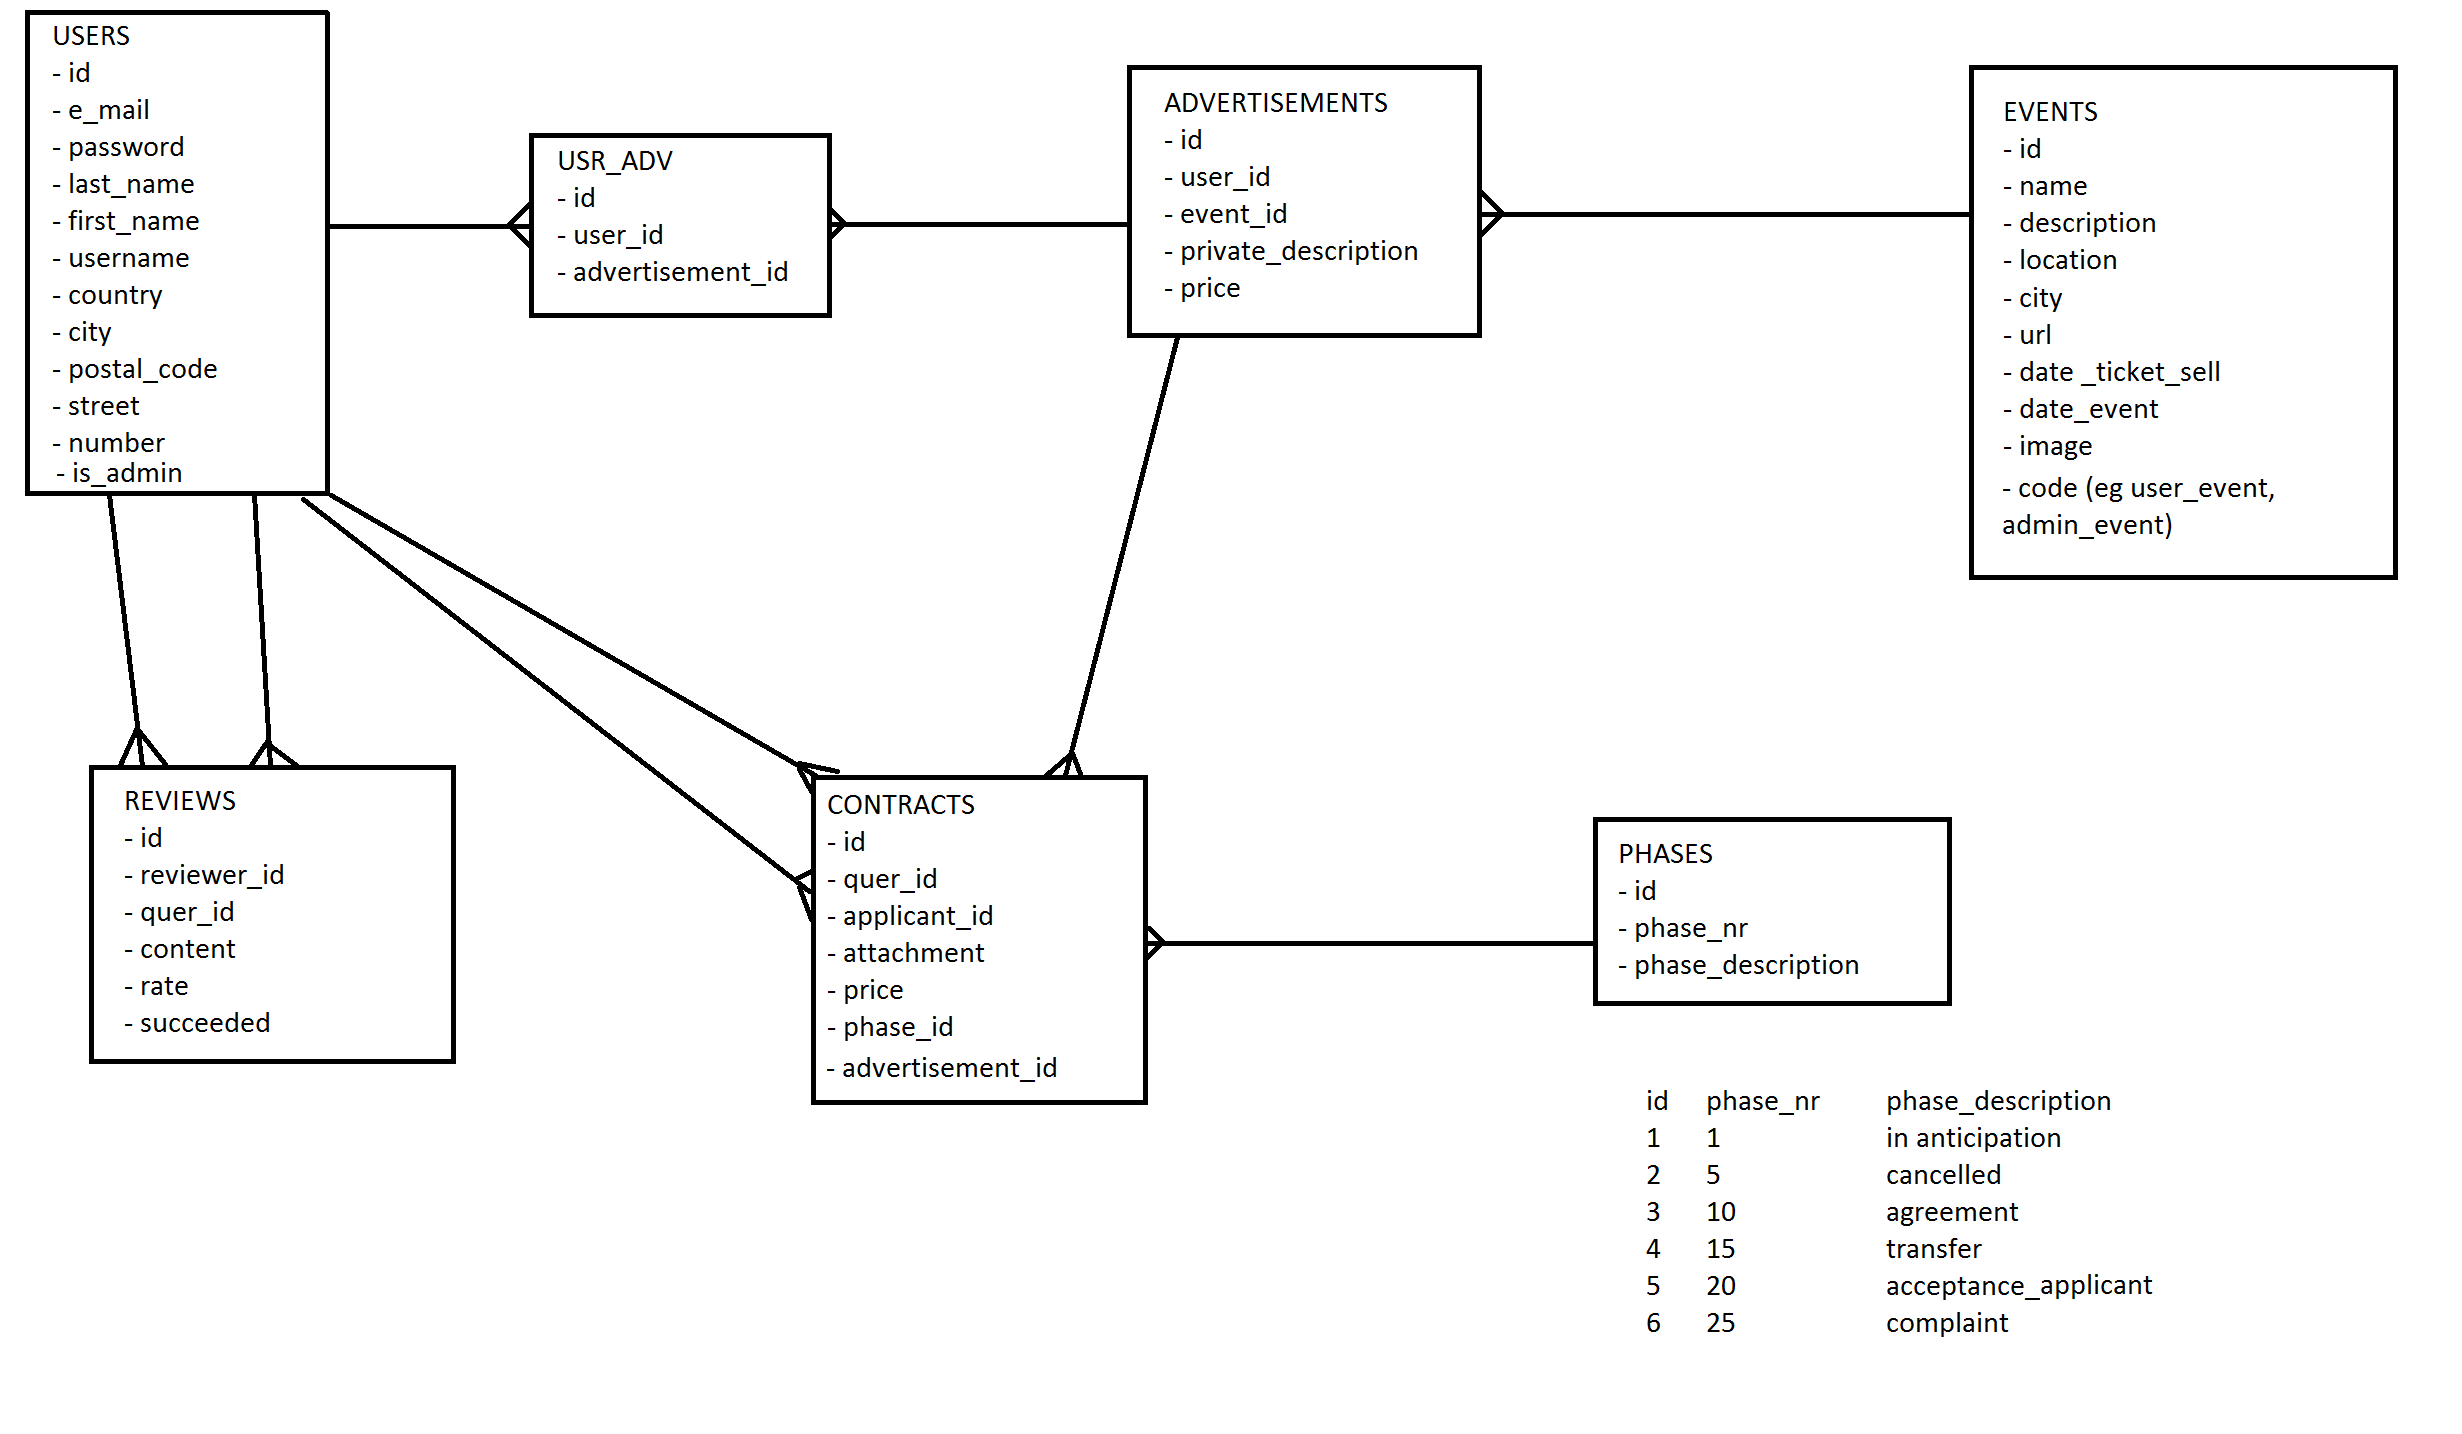 USERS
- id
- e_mail
- password
- last_name
- first_name
- username
- country
- city
- postal_code
- street
- number
- is_admin
USR_ADV
- id
- user_id
- advertisement_id
ADVERTISEMENTS
- id
- user_id
- event_id
- private_description
- price
EVENTS
- id
- name
- description
- location
- city
- url
- date _ticket_sell
- date_event
- image
- code (eg user_event,
admin_event)
REVIEWS
- id
- reviewer_id
- quer_id
- content
- rate
- succeeded
CONTRACTS
- id
- quer_id
- applicant_id
- attachment
- price
- phase_id
- advertisement_id
PHASES
- id
- phase_nr
- phase_description
id phase_nr phase_description
1 1 in anticipation
2 5 cancelled
3 10 agreement
4 15 transfer
5 20 acceptance_applicant
6 25 complaint